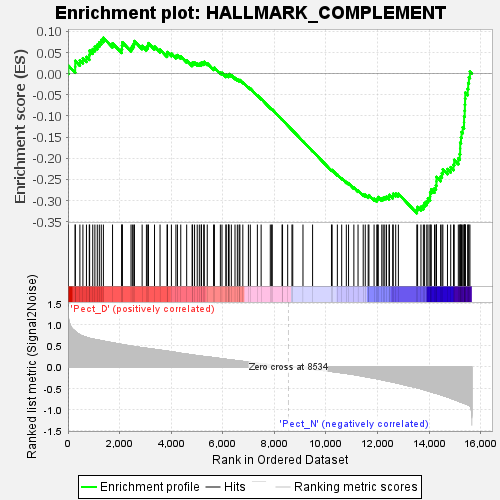 Enrichment plot: HALLMARK_COMPLEMENT
Enrichment score (ES)
0.10
0.05
0.00
-0.05
-0.10
-0.15
-0.20
-0.25
-0.30
-0.35
Ranked list metric (Signal2Noise)
1.5
1.0
0.5
0.0
-0.5
-1.0
-1.5
'Pect_D' (positively correlated)
Zero cross at 8534
'Pect_N' (negatively correlated)
0
2,000
4,000
6,000
8,000
10,000
12,000
14,000
16,000
Rank in Ordered Dataset
Enrichment profile
Hits
Ranking metric scores